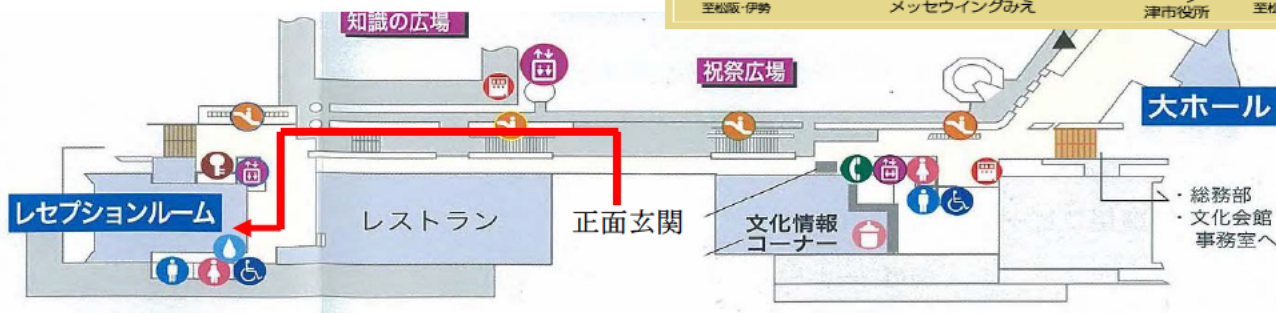 至松阪・伊勢
メッセウイングみえ
津市役所
知識の広場
祝祭広場
大ホール
レセプションルーム
レストラン
正面玄関
文化情報
コーナー
・総務部
・文化会館
事務室へ